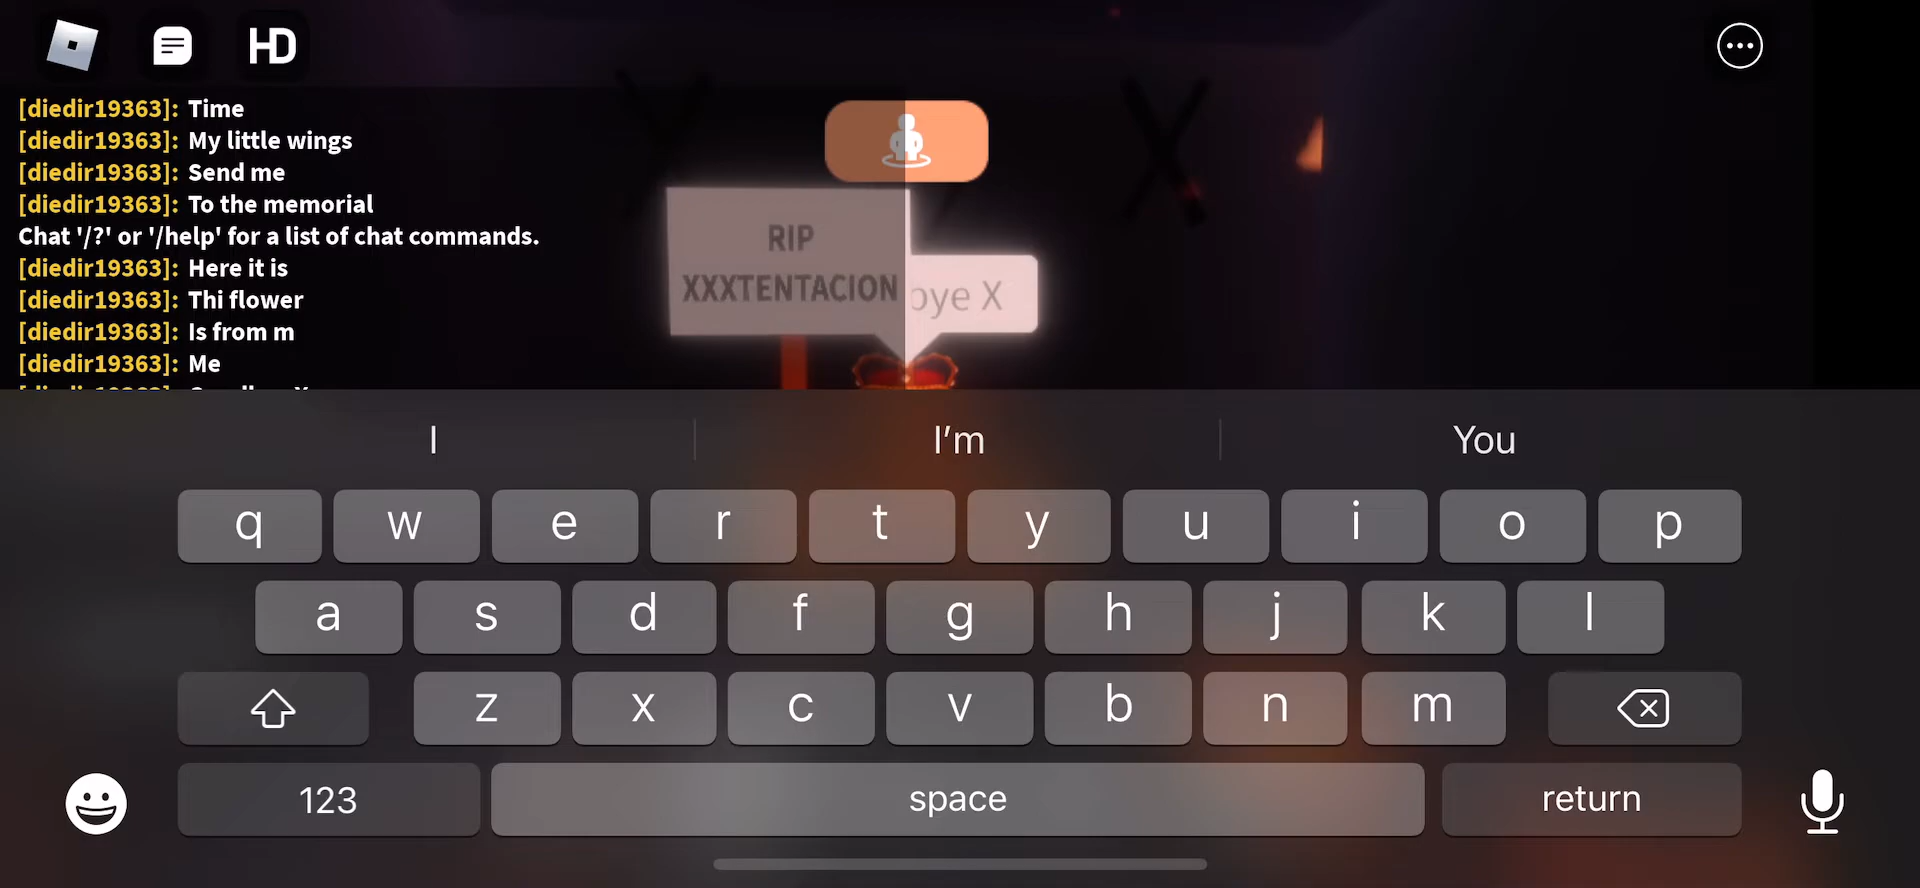 HD
[diedir19363]: Time
[diedir19363]: My little wings
[diedir19363]: Send me
[diedir19363]: To the memorial
Chat '/?' or '/help' for a list of chat commands.
[diedir19363]: Here it is
[diedir19363]: Thi flower
[diedir19363]: Is from m
[diedir19363]: Me
RIP
XXXTENTACION
bye X
I
I’m
You
q w e r t y u i o p
a s d f g h j k l
z x c v b n m
123
space
return